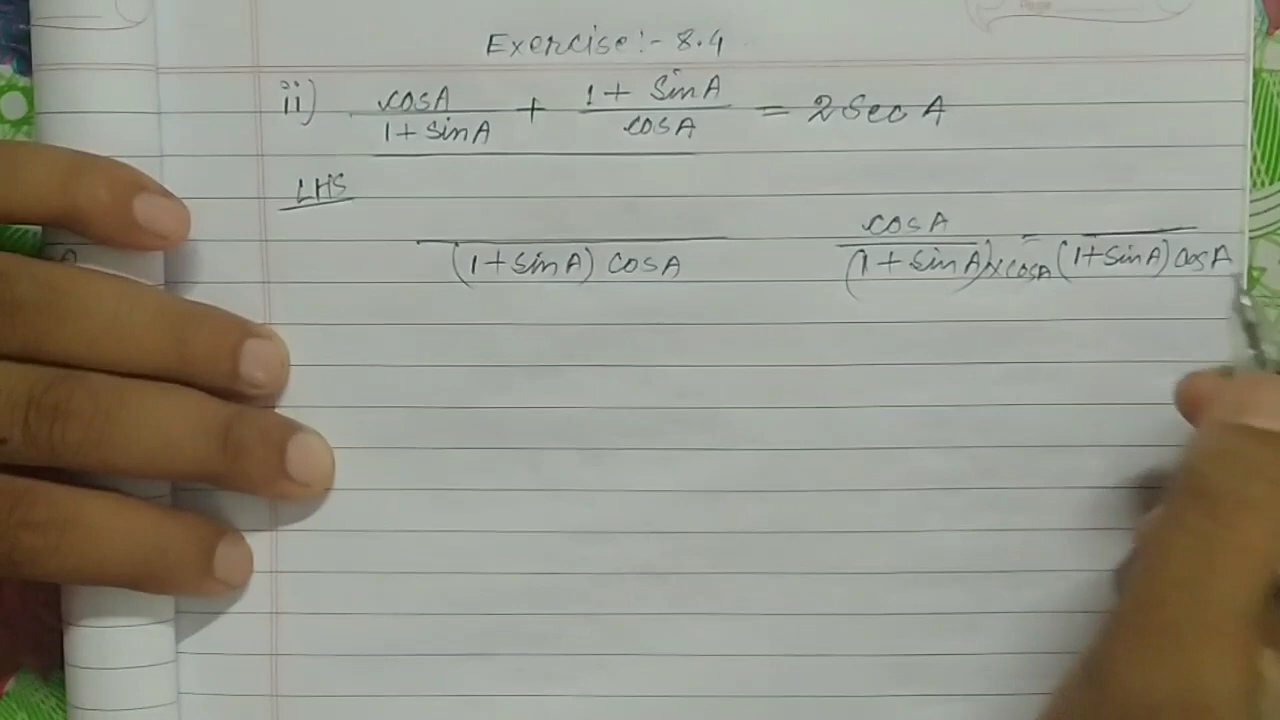 Exercise:- 8.4
ii) cosA / 1+sinA + 1+ SinA / cosA = 2SecA
LHS
(1+sinA) cosA
cosA / (1+sinA)×cosA = (1+sinA) cosA